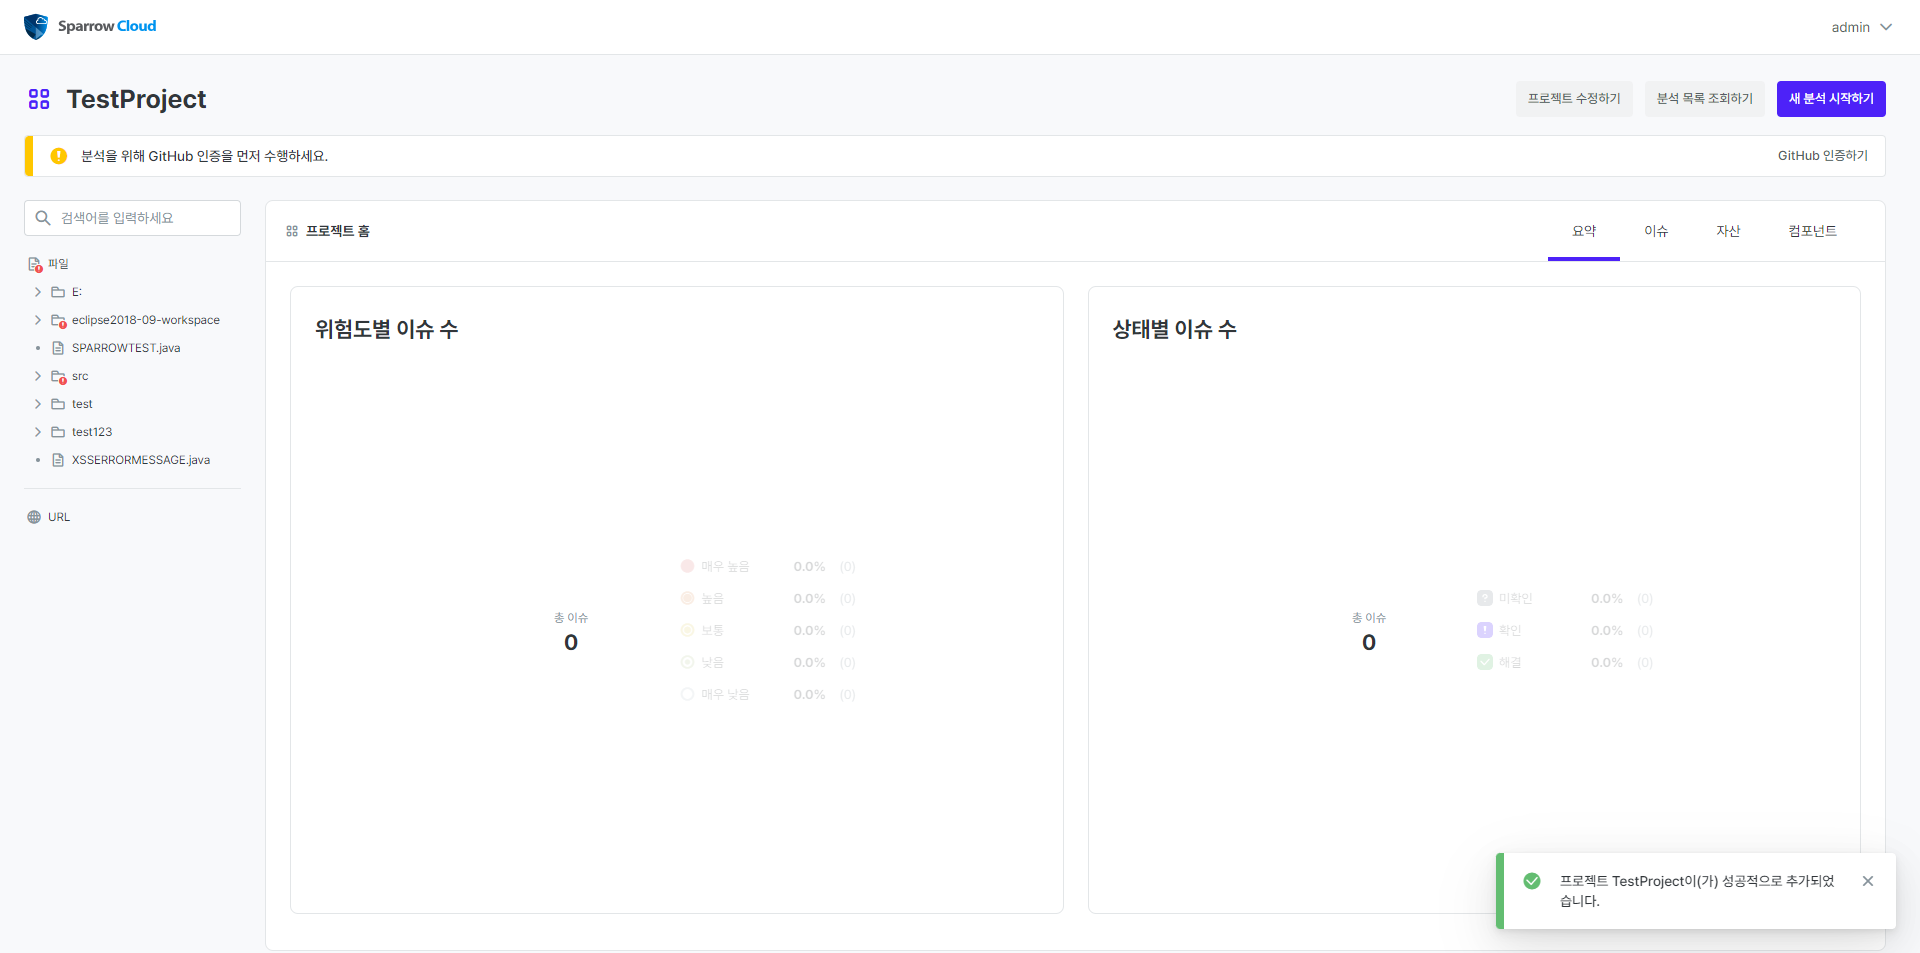 Sparrow Cloud
admin
TestProject
프로젝트 수정하기
분석 목록 조회하기
새 분석 시작하기
분석을 위해 GitHub 인증을 먼저 수행하세요.
GitHub 인증하기
검색어를 입력하세요
파일
E:
eclipse2018-09-workspace
SPARROWTEST.java
src
test
test123
XSSERRORMESSAGE.java
URL
프로젝트 홈
요약
이슈
자산
컴포넌트
위험도별 이슈 수
총 이슈
0
매우 높음 0.0% (0)
높음 0.0% (0)
보통 0.0% (0)
낮음 0.0% (0)
매우 낮음 0.0% (0)
상태별 이슈 수
총 이슈
0
미확인 0.0% (0)
확인 0.0% (0)
해결 0.0% (0)
프로젝트 TestProject이(가) 성공적으로 추가되었
습니다.